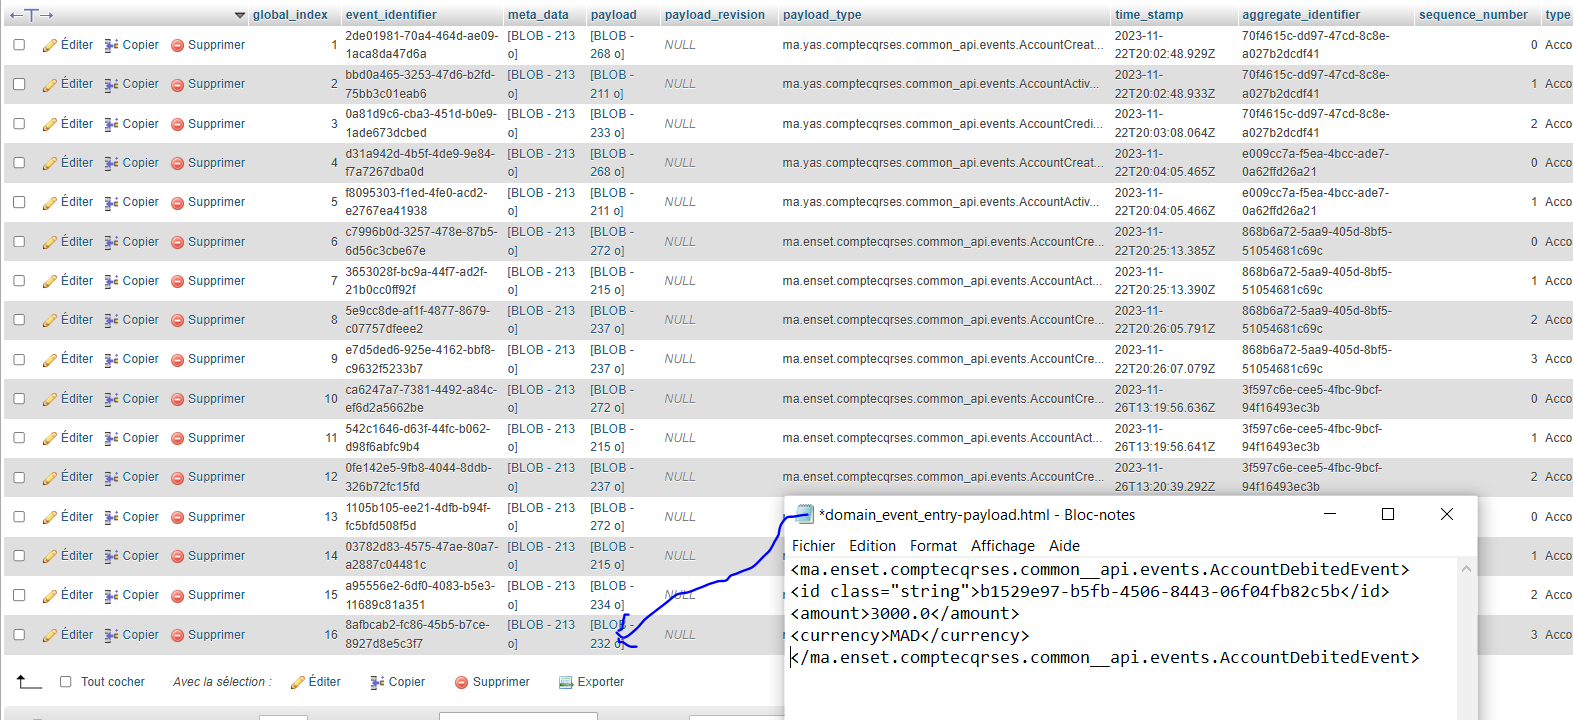 ←T→ global_index event_identifier meta_data payload payload_revision payload_type time_stamp aggregate_identifier sequence_number type
Éditer Copier Supprimer 1 2de01981-70a4-464d-ae09- [BLOB - 213 [BLOB - NULL ma.yas.comptecqrses.common_api.events.AccountCreat... 2023-11- 70f4615c-dd97-47cd-8c8e- 0 Acco
1aca8da47d6a o] 268 o] 22T20:02:48.929Z a027b2dcdf41
Éditer Copier Supprimer 2 bbd0a465-3253-47d6-b2fd- [BLOB - 213 [BLOB - NULL ma.yas.comptecqrses.common_api.events.AccountActiv... 2023-11- 70f4615c-dd97-47cd-8c8e- 1 Acco
75bb3c01eab6 o] 211 o] 22T20:02:48.933Z a027b2dcdf41
Éditer Copier Supprimer 3 0a81d9c6-cba3-451d-b0e9- [BLOB - 213 [BLOB - NULL ma.yas.comptecqrses.common_api.events.AccountCredi... 2023-11- 70f4615c-dd97-47cd-8c8e- 2 Acco
1ade673dcbed o] 233 o] 22T20:03:08.064Z a027b2dcdf41
Éditer Copier Supprimer 4 d31a942d-4b5f-4de9-9e84- [BLOB - 213 [BLOB - NULL ma.yas.comptecqrses.common_api.events.AccountCreat... 2023-11- e009cc7a-f5ea-4bcc-ade7- 0 Acco
f7a7267dba0d o] 268 o] 22T20:04:05.465Z 0a62ffd26a21
Éditer Copier Supprimer 5 f8095303-f1ed-4fe0-acd2- [BLOB - 213 [BLOB - NULL ma.yas.comptecqrses.common_api.events.AccountActiv... 2023-11- e009cc7a-f5ea-4bcc-ade7- 1 Acco
e2767ea41938 o] 211 o] 22T20:04:05.466Z 0a62ffd26a21
Éditer Copier Supprimer 6 c7996b0d-3257-478e-87b5- [BLOB - 213 [BLOB - NULL ma.enset.comptecqrses.common_api.events.AccountCre... 2023-11- 868b6a72-5aa9-405d-8bf5- 0 Acco
6d56c3cbe67e o] 272 o] 22T20:25:13.385Z 51054681c69c
Éditer Copier Supprimer 7 3653028f-bc9a-44f7-ad2f- [BLOB - 213 [BLOB - NULL ma.enset.comptecqrses.common_api.events.AccountAct... 2023-11- 868b6a72-5aa9-405d-8bf5- 1 Acco
21b0cc0ff92f o] 215 o] 22T20:25:13.390Z 51054681c69c
Éditer Copier Supprimer 8 5e9cc8de-af1f-4877-8679- [BLOB - 213 [BLOB - NULL ma.enset.comptecqrses.common_api.events.AccountCre... 2023-11- 868b6a72-5aa9-405d-8bf5- 2 Acco
c07757dfeee2 o] 237 o] 22T20:26:05.791Z 51054681c69c
Éditer Copier Supprimer 9 e7d5ded6-925e-4162-bbf8- [BLOB - 213 [BLOB - NULL ma.enset.comptecqrses.common_api.events.AccountCre... 2023-11- 868b6a72-5aa9-405d-8bf5- 3 Acco
c9632f5233b7 o] 237 o] 22T20:26:07.079Z 51054681c69c
Éditer Copier Supprimer 10 ca6247a7-7381-4492-a84c- [BLOB - 213 [BLOB - NULL ma.enset.comptecqrses.common_api.events.AccountCre... 2023-11- 3f597c6e-cee5-4fbc-9bcf- 0 Acco
ef6d2a5662be o] 272 o] 26T13:19:56.636Z 94f16493ec3b
Éditer Copier Supprimer 11 542c1646-d63f-44fc-b062- [BLOB - 213 [BLOB - NULL ma.enset.comptecqrses.common_api.events.AccountAct... 2023-11- 3f597c6e-cee5-4fbc-9bcf- 1 Acco
d98f6abfc9b4 o] 215 o] 26T13:19:56.641Z 94f16493ec3b
Éditer Copier Supprimer 12 0fe142e5-9fb8-4044-8ddb- [BLOB - 213 [BLOB - NULL ma.enset.comptecqrses.common_api.events.AccountCre... 2023-11- 3f597c6e-cee5-4fbc-9bcf- 2 Acco
326b72fc15fd o] 237 o] 26T13:20:39.292Z 94f16493ec3b
Éditer Copier Supprimer 13 1105b105-ee21-4dfb-b94f- [BLOB - 213 [BLOB - NULL 0 Acco
fc5bfd508f5d o] 272 o]
Éditer Copier Supprimer 14 03782d83-4575-47ae-80a7- [BLOB - 213 [BLOB - NULL 1 Acco
a2887c04481c o] 215 o]
Éditer Copier Supprimer 15 a95556e2-6df0-4083-b5e3- [BLOB - 213 [BLOB - NULL 2 Acco
11689c81a351 o] 234 o]
Éditer Copier Supprimer 16 8afbcab2-fc86-45b5-b7ce- [BLOB - 213 [BLOB - NULL 3 Acco
8927d8e5c3f7 o] 232 o]
Tout cocher Avec la sélection : Éditer Copier Supprimer Exporter
*domain_event_entry-payload.html - Bloc-notes
Fichier Edition Format Affichage Aide
<ma.enset.comptecqrses.common__api.events.AccountDebitedEvent>
<id class="string">b1529e97-b5fb-4506-8443-06f04fb82c5b</id>
<amount>3000.0</amount>
<currency>MAD</currency>
</ma.enset.comptecqrses.common__api.events.AccountDebitedEvent>